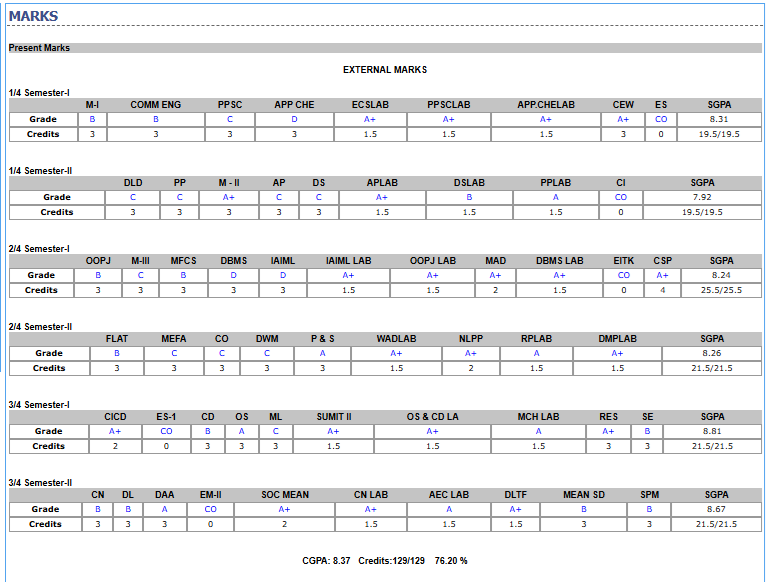 MARKS
Present Marks
EXTERNAL MARKS
1/4 Semester-I
M-I COMM ENG PPSC APP CHE ECSLAB PPSCLAB APP.CHELAB CEW ES SGPA
Grade B B C D A+ A+ A+ A+ CO 8.31
Credits 3 3 3 3 1.5 1.5 1.5 3 0 19.5/19.5
1/4 Semester-II
DLD PP M - II AP DS APLAB DSLAB PPLAB CI SGPA
Grade C C A+ C C A+ B A CO 7.92
Credits 3 3 3 3 3 1.5 1.5 1.5 0 19.5/19.5
2/4 Semester-I
OOPJ M-III MFCS DBMS IAIML IAIML LAB OOPJ LAB MAD DBMS LAB EITK CSP SGPA
Grade B C B D D A+ A+ A+ A+ CO A+ 8.24
Credits 3 3 3 3 3 1.5 1.5 2 1.5 0 4 25.5/25.5
2/4 Semester-II
FLAT MEFA CO DWM P & S WADLAB NLPP RPLAB DMPLAB SGPA
Grade B C C C A A+ A+ A A+ 8.26
Credits 3 3 3 3 3 1.5 2 1.5 1.5 21.5/21.5
3/4 Semester-I
CICD ES-1 CD OS ML SUMIT II OS & CD LA MCH LAB RES SE SGPA
Grade A+ CO B A C A+ A+ A A+ B 8.81
Credits 2 0 3 3 3 1.5 1.5 1.5 3 3 21.5/21.5
3/4 Semester-II
CN DL DAA EM-II SOC MEAN CN LAB AEC LAB DLTF MEAN SD SPM SGPA
Grade B B A CO A+ A+ A A+ B B 8.67
Credits 3 3 3 0 2 1.5 1.5 1.5 3 3 21.5/21.5
CGPA: 8.37 Credits:129/129 76.20 %